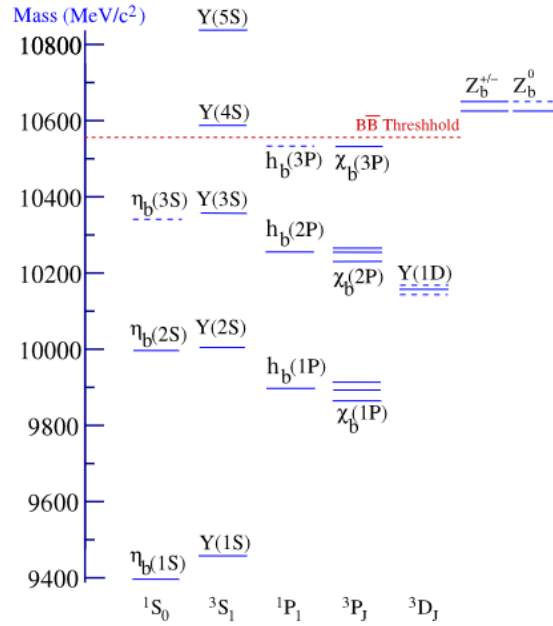 Mass (MeV/c²)
Υ(5S)
10800
Z_b^{+/-} Z_b^0
10600
Υ(4S)
BB̅ Threshhold
h_b(3P) χ_b(3P)
10400
η_b(3S) Υ(3S)
h_b(2P)
10200
χ_b(2P) Υ(1D)
η_b(2S) Υ(2S)
10000
h_b(1P)
χ_b(1P)
9800
9600
η_b(1S) Υ(1S)
9400
¹S₀ ³S₁ ¹P₁ ³P_J ³D_J